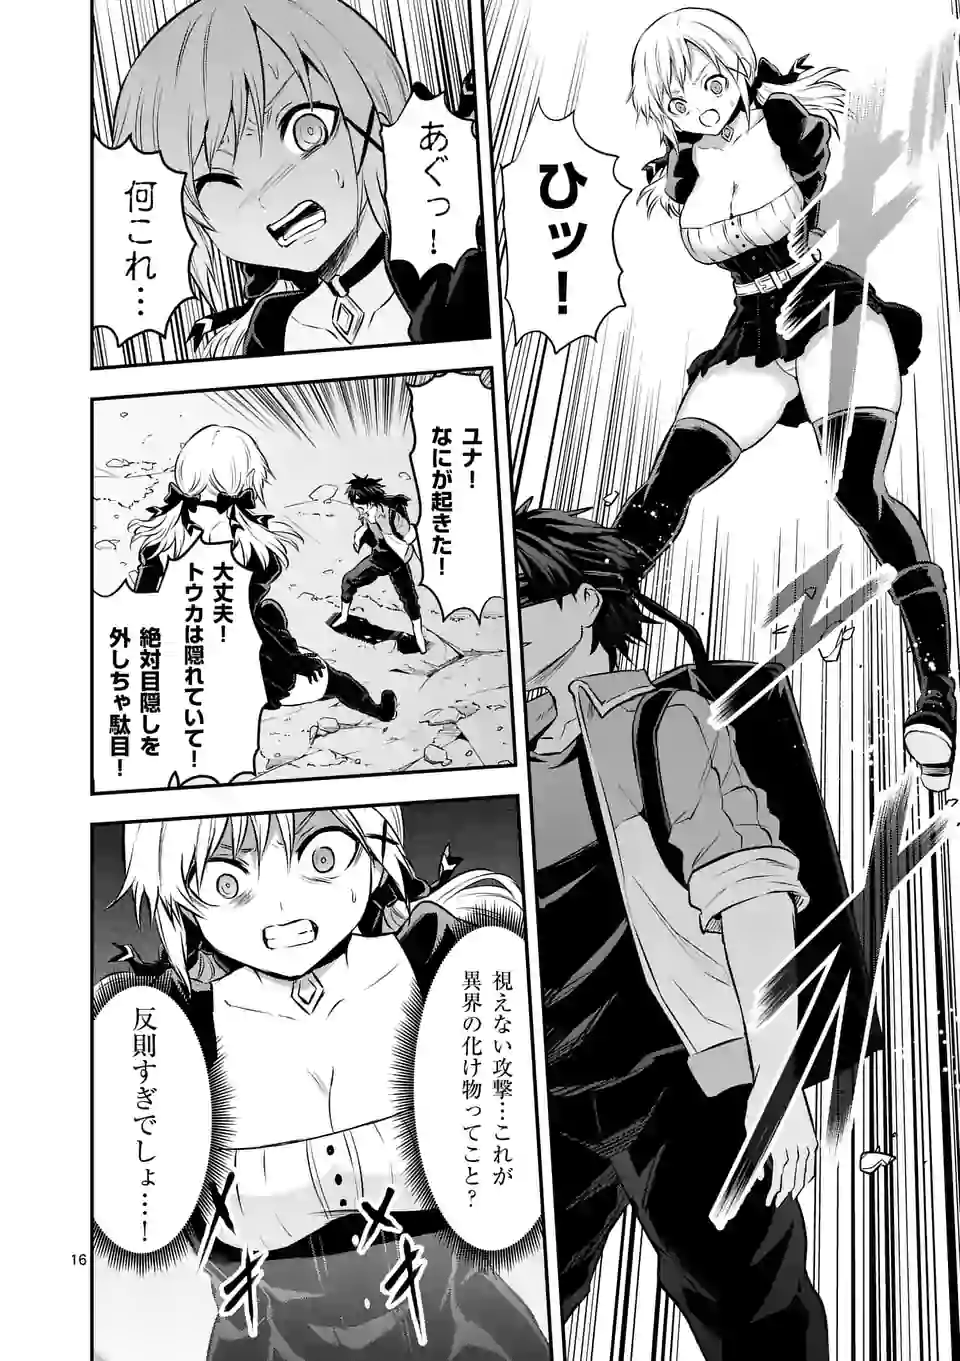 ひッ！
あぐっ！
何これ…
ユナ！
なにが起きた！
大丈夫！
トウカは隠れていて！
絶対目隠しを
外しちゃ駄目！
視えない攻撃…これが
異界の化け物ってこと？
反則すぎでしょ…！
メキ
メキ
16